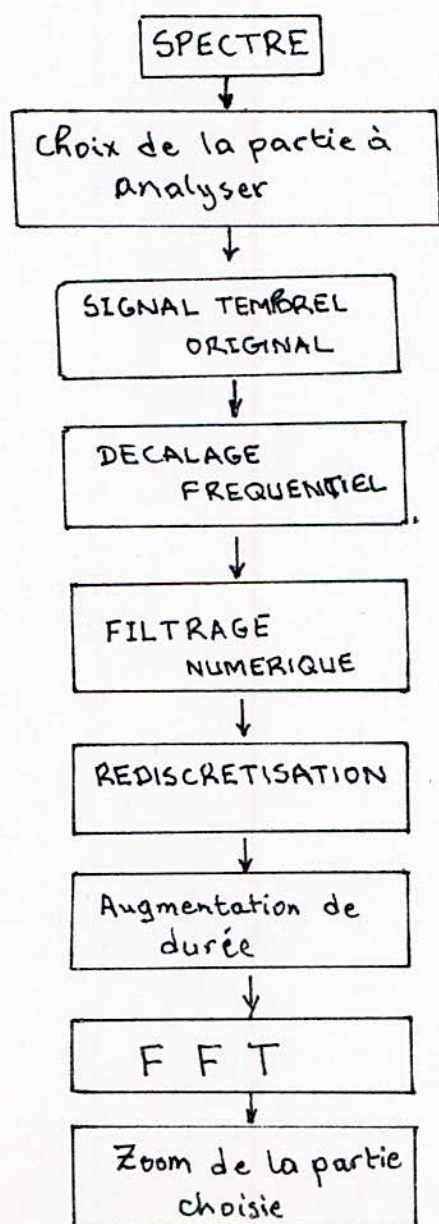 SPECTRE
Choix de la partie à
analyser
SIGNAL TEMPOREL
ORIGINAL
DECALAGE
FREQUENTIEL
FILTRAGE
NUMERIQUE
REDISCRETISATION
Augmentation de
durée
F F T
Zoom de la partie
choisie